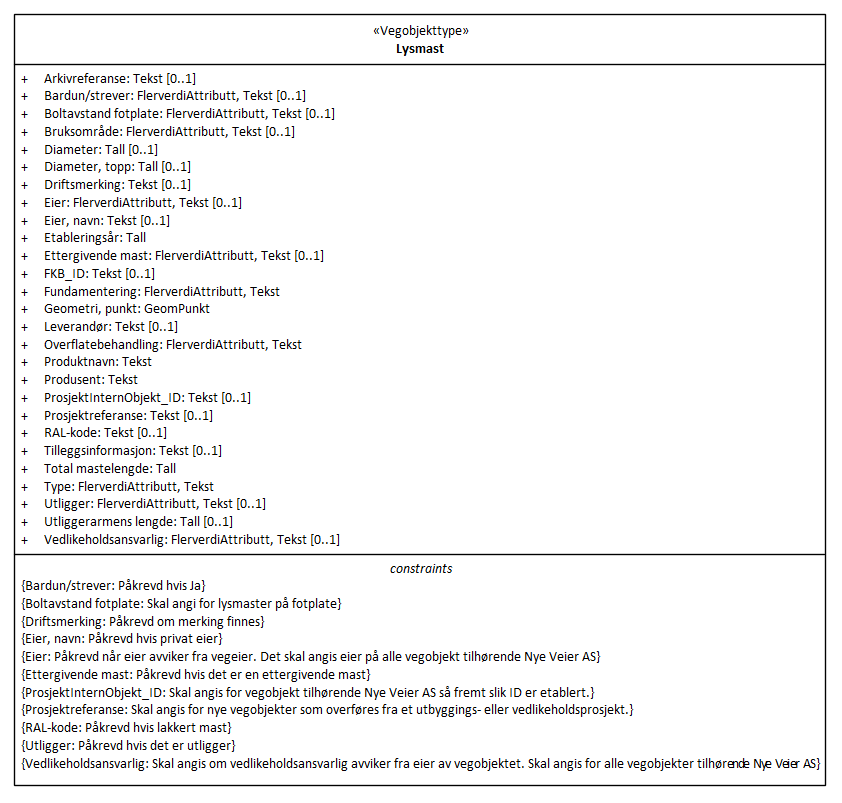 «Vegobjekttype»
Lysmast
+ Arkivreferanse: Tekst [0..1]
+ Bardun/strever: FlerverdiAttributt, Tekst [0..1]
+ Boltavstand fotplate: FlerverdiAttributt, Tekst [0..1]
+ Bruksområde: FlerverdiAttributt, Tekst [0..1]
+ Diameter: Tall [0..1]
+ Diameter, topp: Tall [0..1]
+ Driftsmerking: Tekst [0..1]
+ Eier: FlerverdiAttributt, Tekst [0..1]
+ Eier, navn: Tekst [0..1]
+ Etableringsår: Tall
+ Ettergivende mast: FlerverdiAttributt, Tekst [0..1]
+ FKB_ID: Tekst [0..1]
+ Fundamentering: FlerverdiAttributt, Tekst
+ Geometri, punkt: GeomPunkt
+ Leverandør: Tekst [0..1]
+ Overflatebehandling: FlerverdiAttributt, Tekst
+ Produktnavn: Tekst
+ Produsent: Tekst
+ ProsjektInternObjekt_ID: Tekst [0..1]
+ Prosjektreferanse: Tekst [0..1]
+ RAL-kode: Tekst [0..1]
+ Tilleggsinformasjon: Tekst [0..1]
+ Total mastelengde: Tall
+ Type: FlerverdiAttributt, Tekst
+ Utligger: FlerverdiAttributt, Tekst [0..1]
+ Utliggerarmens lengde: Tall [0..1]
+ Vedlikeholdsansvarlig: FlerverdiAttributt, Tekst [0..1]
constraints
{Bardun/strever: Påkrevd hvis Ja}
{Boltavstand fotplate: Skal angi for lysmaster på fotplate}
{Driftsmerking: Påkrevd om merking finnes}
{Eier, navn: Påkrevd hvis privat eier}
{Eier: Påkrevd når eier avviker fra vegeier. Det skal angis eier på alle vegobjekt tilhørende Nye Veier AS}
{Ettergivende mast: Påkrevd hvis det er en ettergivende mast}
{ProsjektInternObjekt_ID: Skal angis for vegobjekt tilhørende Nye Veier AS så fremt slik ID er etablert.}
{Prosjektreferanse: Skal angis for nye vegobjekter som overføres fra et utbyggings- eller vedlikeholdsprosjekt.}
{RAL-kode: Påkrevd hvis lakkert mast}
{Utligger: Påkrevd hvis det er utligger}
{Vedlikeholdsansvarlig: Skal angis om vedlikeholdsansvarlig avviker fra eier av vegobjektet. Skal angis for alle vegobjekter tilhørende Nye Veier AS}